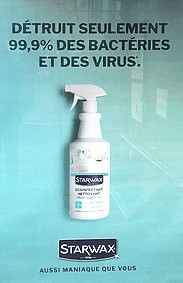 DÉTRUIT SEULEMENT
99,9% DES BACTÉRIES
ET DES VIRUS*.
STARWAX
DÉSINFECTANT
NETTOYANT
STARWAX
AUSSI MANIAQUE QUE VOUS